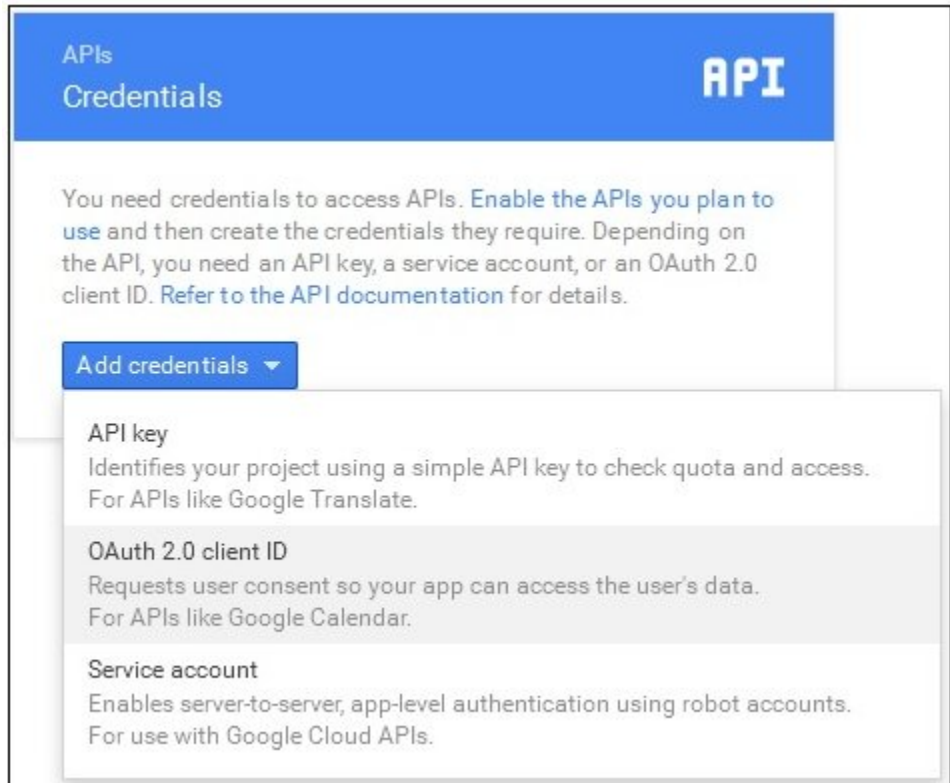 APIs
Credentials
API
You need credentials to access APIs. Enable the APIs you plan to
use and then create the credentials they require. Depending on
the API, you need an API key, a service account, or an OAuth 2.0
client ID. Refer to the API documentation for details.
Add credentials
API key
Identifies your project using a simple API key to check quota and access.
For APIs like Google Translate.
OAuth 2.0 client ID
Requests user consent so your app can access the user's data.
For APIs like Google Calendar.
Service account
Enables server-to-server, app-level authentication using robot accounts.
For use with Google Cloud APIs.